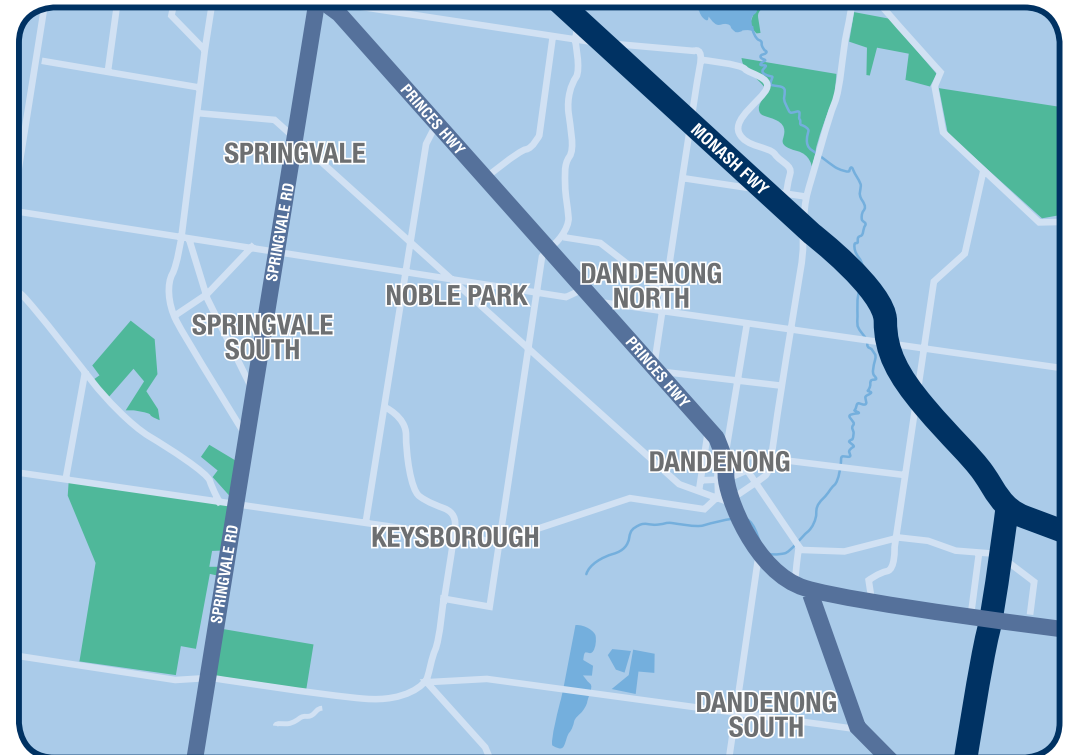 PRINCES HWY
MONASH FWY
SPRINGVALE
SPRINGVALE RD
DANDENONG
NORTH
NOBLE PARK
SPRINGVALE
SOUTH
PRINCES HWY
DANDENONG
KEYSBOROUGH
SPRINGVALE RD
DANDENONG
SOUTH